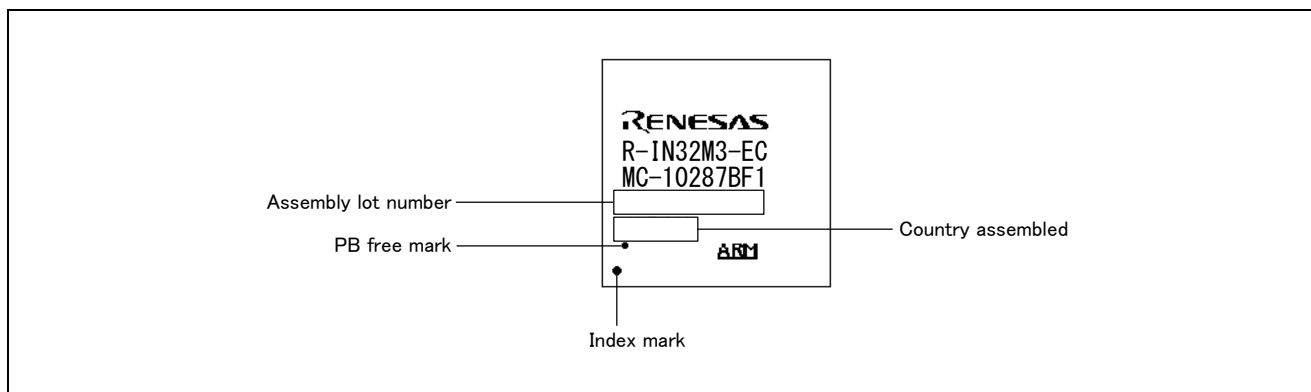 RENESAS
R-IN32M3-EC
MC-10287BF1
Assembly lot number
Country assembled
PB free mark
ARM
Index mark